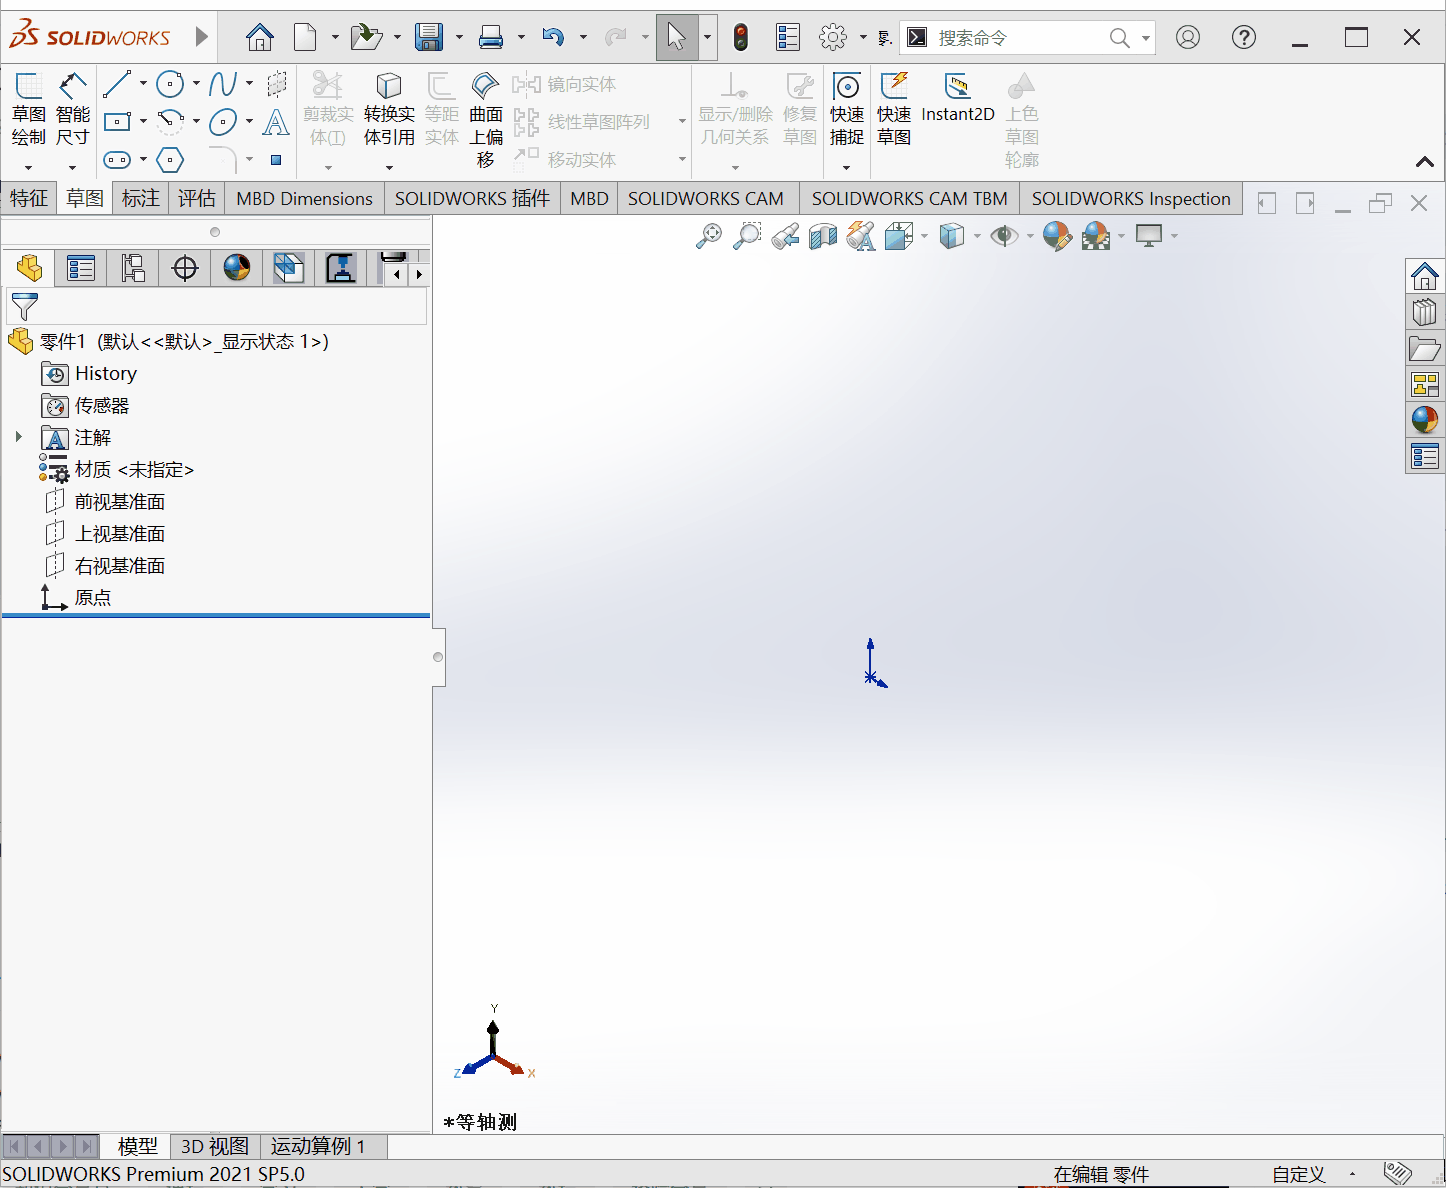 SOLIDWORKS
零.
搜索命令
草图绘制
智能尺寸
剪裁实体(T)
转换实体引用
等距实体
曲面上偏移
镜向实体
线性草图阵列
移动实体
显示/删除几何关系
修复草图
快速捕捉
快速草图
Instant2D
上色草图轮廓
特征
草图
标注
评估
MBD Dimensions
SOLIDWORKS 插件
MBD
SOLIDWORKS CAM
SOLIDWORKS CAM TBM
SOLIDWORKS Inspection
零件1 (默认<<默认>_显示状态 1>)
History
传感器
注解
材质 <未指定>
前视基准面
上视基准面
右视基准面
原点
Y
Z
X
*等轴测
模型
3D 视图
运动算例 1
SOLIDWORKS Premium 2021 SP5.0
在编辑 零件
自定义